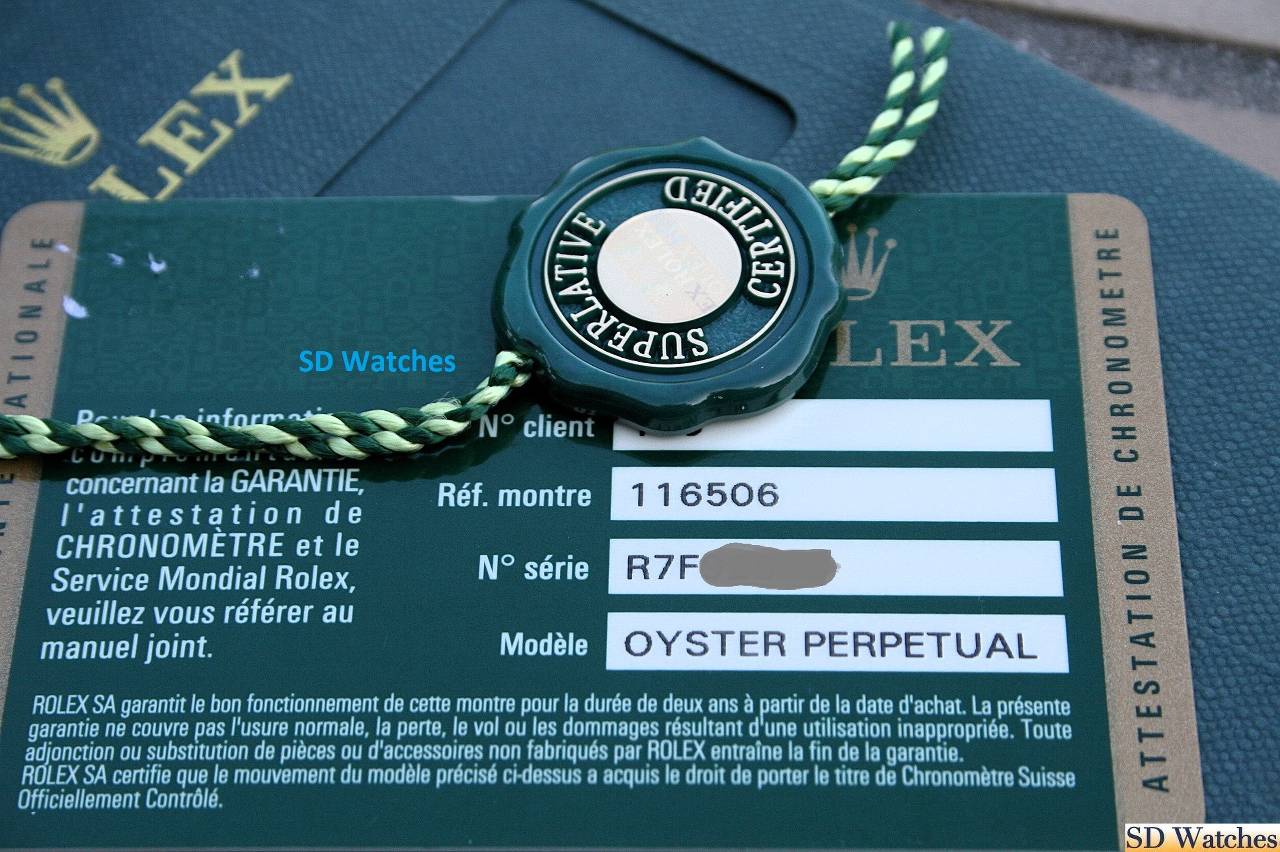 LEX
SUPERLATIVE CERTIFIED
LEX
SD Watches
Pour les
N° client
concernant la GARANTIE,
l'attestation de
CHRONOMÈTRE et le
Service Mondial Rolex,
veuillez vous référer au
manuel joint.
Réf. montre 116506
N° série R7F
Modèle OYSTER PERPETUAL
ROLEX SA garantit le bon fonctionnement de cette montre pour la durée de deux ans à partir de la date d'achat. La présente
garantie ne couvre pas l'usure normale, la perte, le vol ou les dommages résultant d'une utilisation inappropriée. Toute
adjonction ou substitution de pièces ou d'accessoires non fabriqués par ROLEX entraîne la fin de la garantie.
ROLEX SA certifie que le mouvement du modèle précisé ci-dessus a acquis le droit de porter le titre de Chronomètre Suisse
Officiellement Contrôlé.
ATTESTATION DE CHRONOMETRE
SD Watches